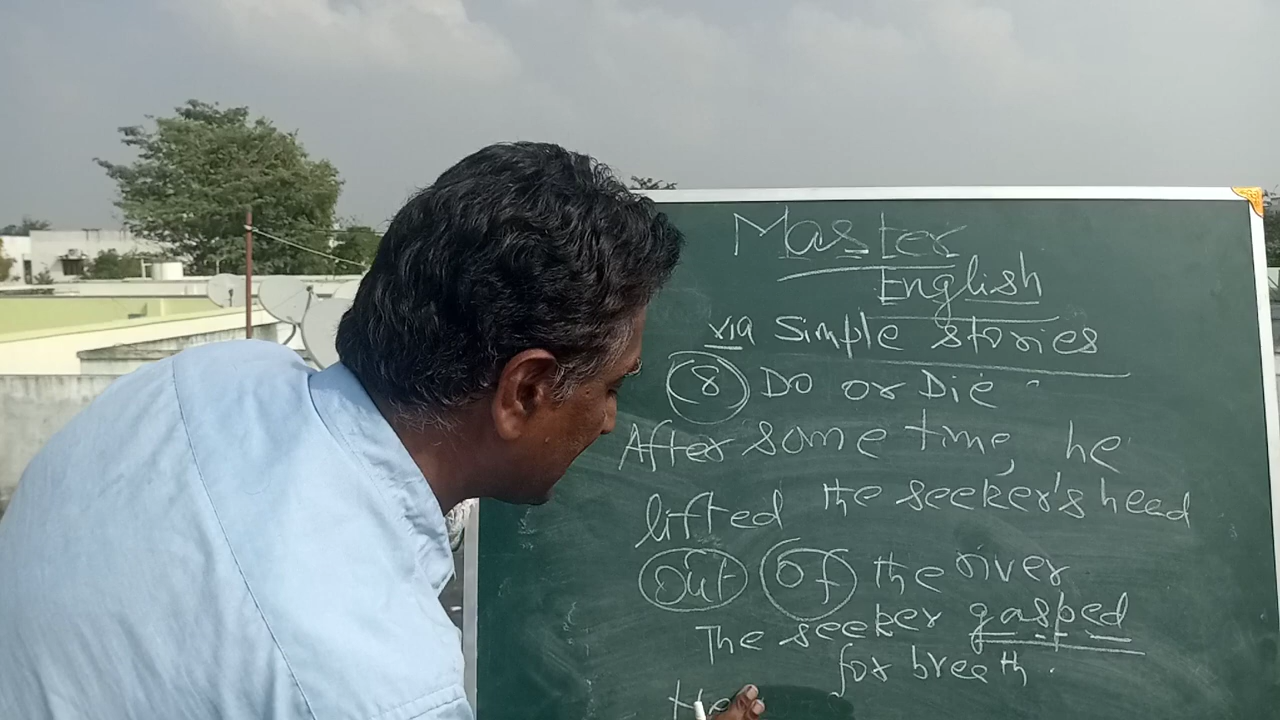 Master
English
via simple stories
8 Do or Die
After some time, he
lifted the seeker's head
out of the river
The seeker gasped
for breath.
He